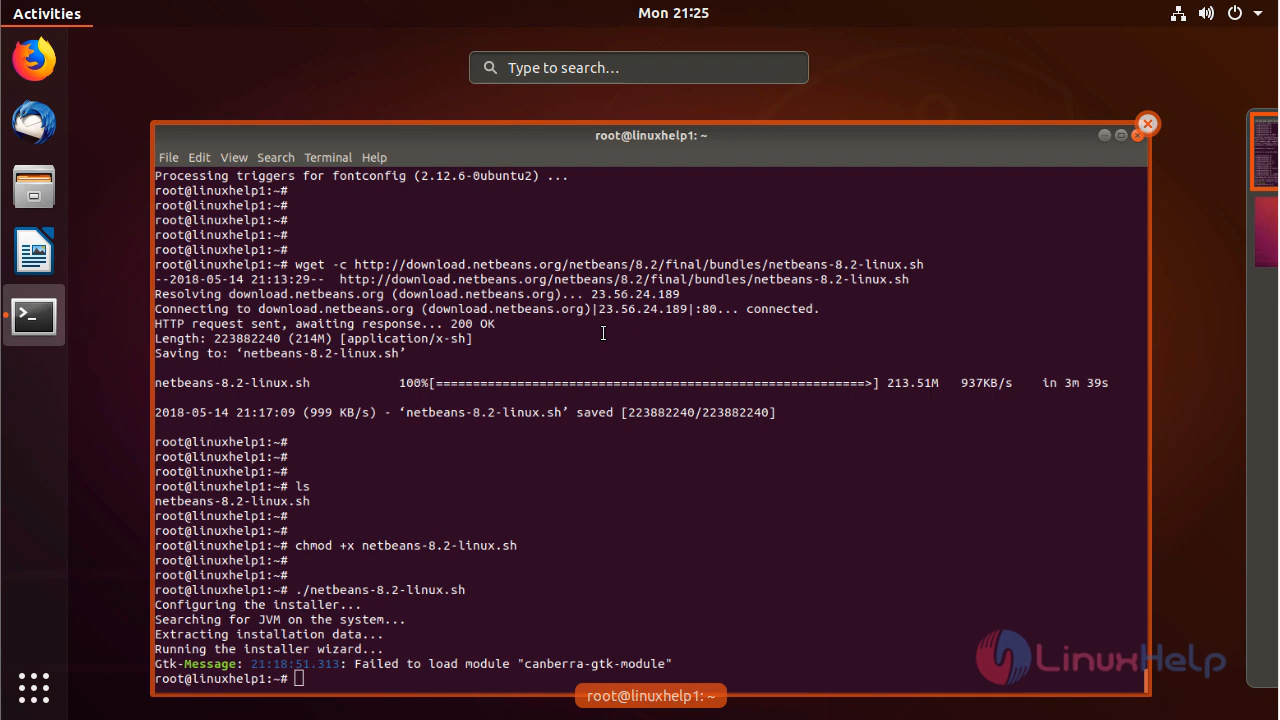 Activities
Mon 21:25
Type to search...
root@linuxhelp1: ~
File Edit View Search Terminal Help
Processing triggers for fontconfig (2.12.6-0ubuntu2) ...
root@linuxhelp1:~#
root@linuxhelp1:~#
root@linuxhelp1:~#
root@linuxhelp1:~#
root@linuxhelp1:~#
root@linuxhelp1:~# wget -c http://download.netbeans.org/netbeans/8.2/final/bundles/netbeans-8.2-linux.sh
--2018-05-14 21:13:29-- http://download.netbeans.org/netbeans/8.2/final/bundles/netbeans-8.2-linux.sh
Resolving download.netbeans.org (download.netbeans.org)... 23.56.24.189
Connecting to download.netbeans.org (download.netbeans.org)|23.56.24.189|:80... connected.
HTTP request sent, awaiting response... 200 OK
Length: 223882240 (214M) [application/x-sh]
Saving to: ‘netbeans-8.2-linux.sh’
netbeans-8.2-linux.sh 100%[==========================================================>] 213.51M 937KB/s in 3m 39s
2018-05-14 21:17:09 (999 KB/s) - ‘netbeans-8.2-linux.sh’ saved [223882240/223882240]
root@linuxhelp1:~#
root@linuxhelp1:~#
root@linuxhelp1:~#
root@linuxhelp1:~# ls
netbeans-8.2-linux.sh
root@linuxhelp1:~#
root@linuxhelp1:~#
root@linuxhelp1:~# chmod +x netbeans-8.2-linux.sh
root@linuxhelp1:~#
root@linuxhelp1:~#
root@linuxhelp1:~# ./netbeans-8.2-linux.sh
Configuring the installer...
Searching for JVM on the system...
Extracting installation data...
Running the installer wizard...
Gtk-Message: 21:18:51.313: Failed to load module "canberra-gtk-module"
root@linuxhelp1:~#
LinuxHelp
root@linuxhelp1: ~